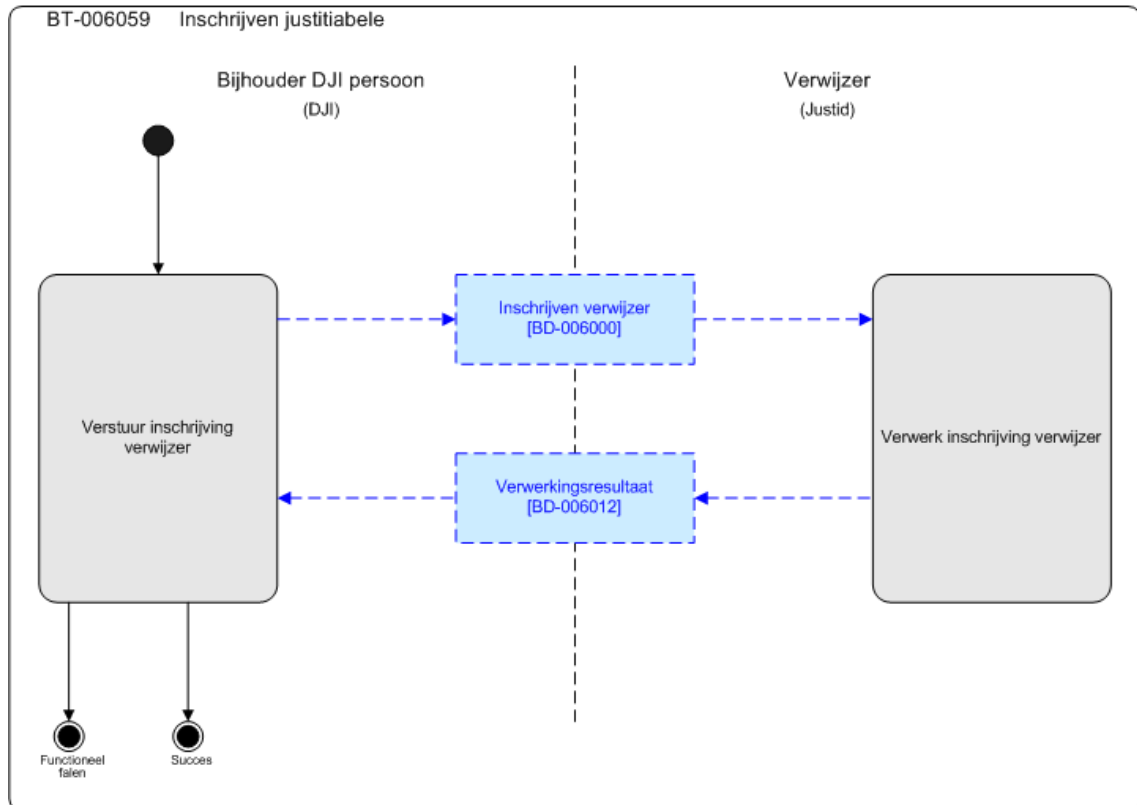 BT-006059 Inschrijven justitiabele
Bijhouder DJI persoon
(DJI)
Verwijzer
(Justid)
Inschrijven verwijzer
[BD-006000]
Verstuur inschrijving
verwijzer
Verwerk inschrijving verwijzer
Verwerkingsresultaat
[BD-006012]
Functioneel
falen
Succes